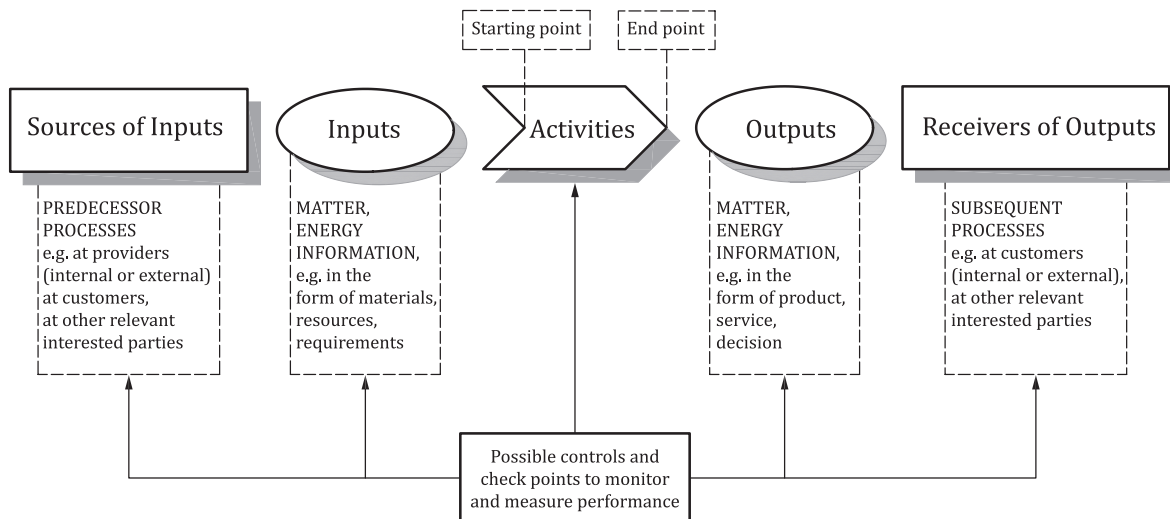 Starting point
End point
Sources of Inputs
Inputs
Activities
Outputs
Receivers of Outputs
PREDECESSOR
PROCESSES
e.g. at providers
(internal or external)
at customers,
at other relevant
interested parties
MATTER,
ENERGY
INFORMATION,
e.g. in the
form of materials,
resources,
requirements
MATTER,
ENERGY
INFORMATION,
e.g. in the
form of product,
service,
decision
SUBSEQUENT
PROCESSES
e.g. at customers
(internal or external),
at other relevant
interested parties
Possible controls and
check points to monitor
and measure performance